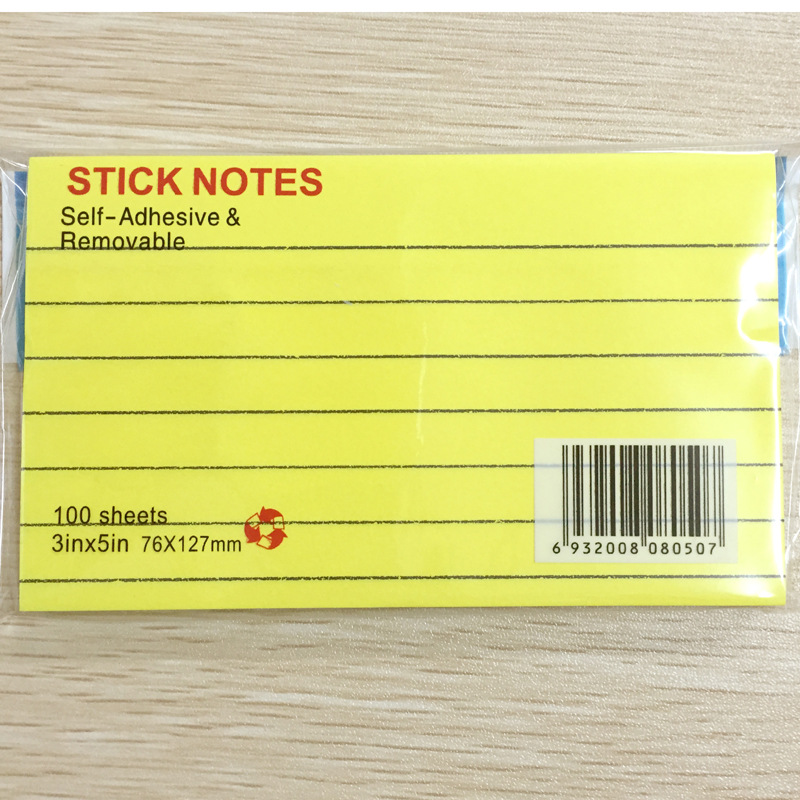 STICK NOTES
Self-Adhesive &
Removable
100 sheets
3inx5in 76X127mm
6 932008 080507